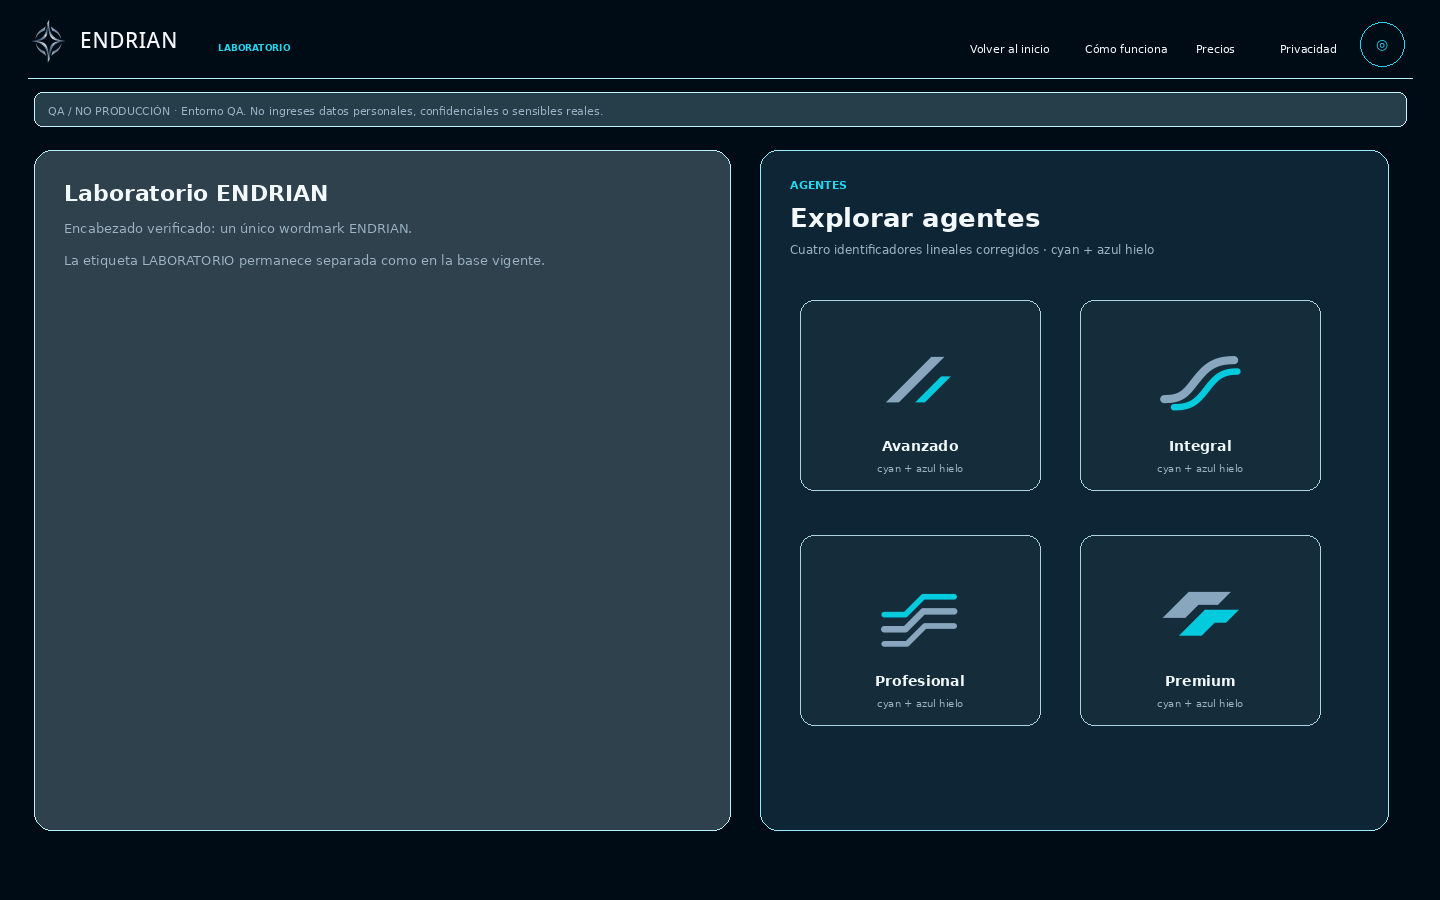 ENDRIAN
LABORATORIO
Volver al inicio
Cómo funciona
Precios
Privacidad
QA / NO PRODUCCIÓN · Entorno QA. No ingreses datos personales, confidenciales o sensibles reales.
Laboratorio ENDRIAN
Encabezado verificado: un único wordmark ENDRIAN.
La etiqueta LABORATORIO permanece separada como en la base vigente.
AGENTES
Explorar agentes
Cuatro identificadores lineales corregidos · cyan + azul hielo
Avanzado
cyan + azul hielo
Integral
cyan + azul hielo
Profesional
cyan + azul hielo
Premium
cyan + azul hielo